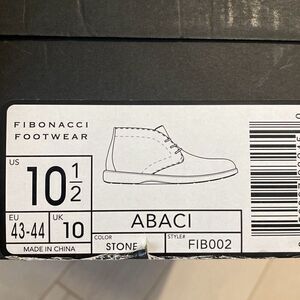 FIBONACCI
FOOTWEAR
US
10 1/2
EU
43-44
UK
10
MADE IN CHINA
ABACI
COLOR
STONE
STYLE#
FIB002